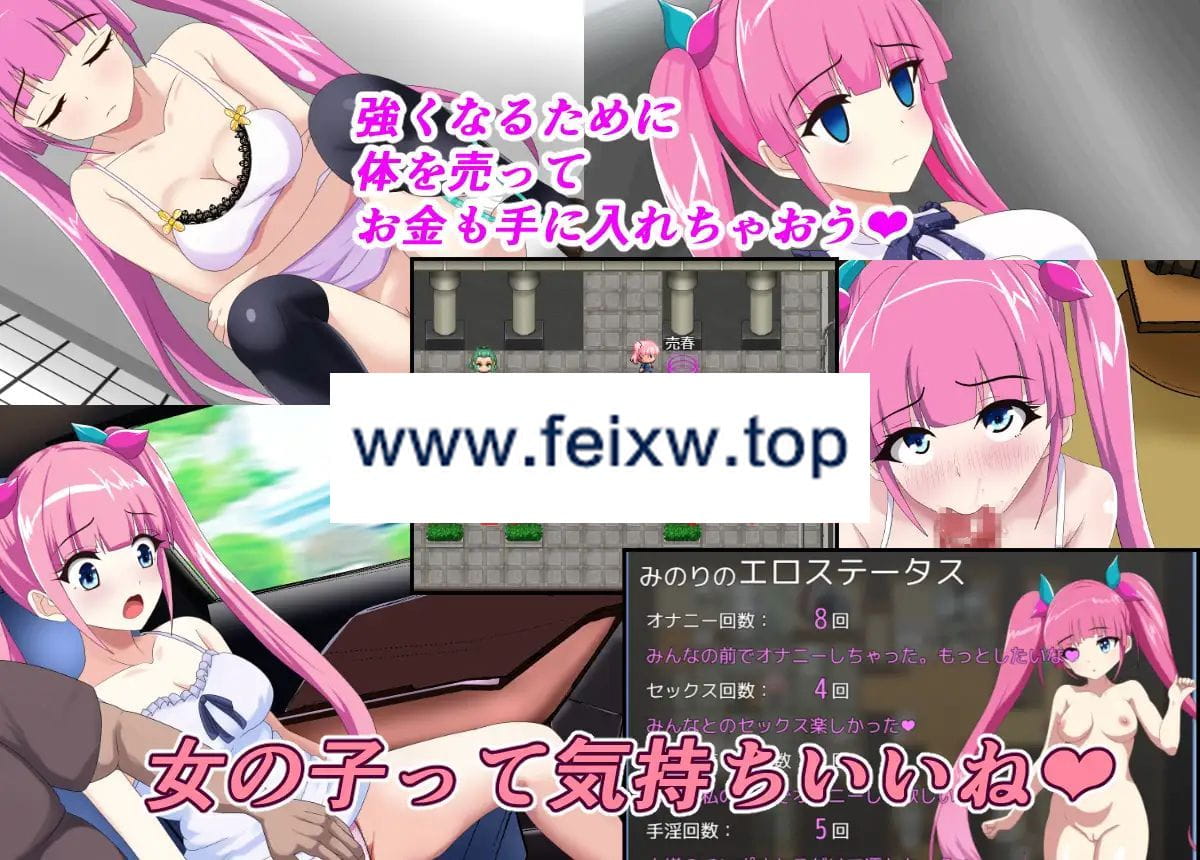 強くなるために
体を売って
お金も手に入れちゃおう❤
売春
www.feixw.top
みのりのエロステータス
オナニー回数： 8回
みんなの前でオナニーしちゃった。もっとしたいな❤
セックス回数： 4回
みんなとのセックス楽しかった❤
女の子って気持ちいいね❤
手淫回数： 5回